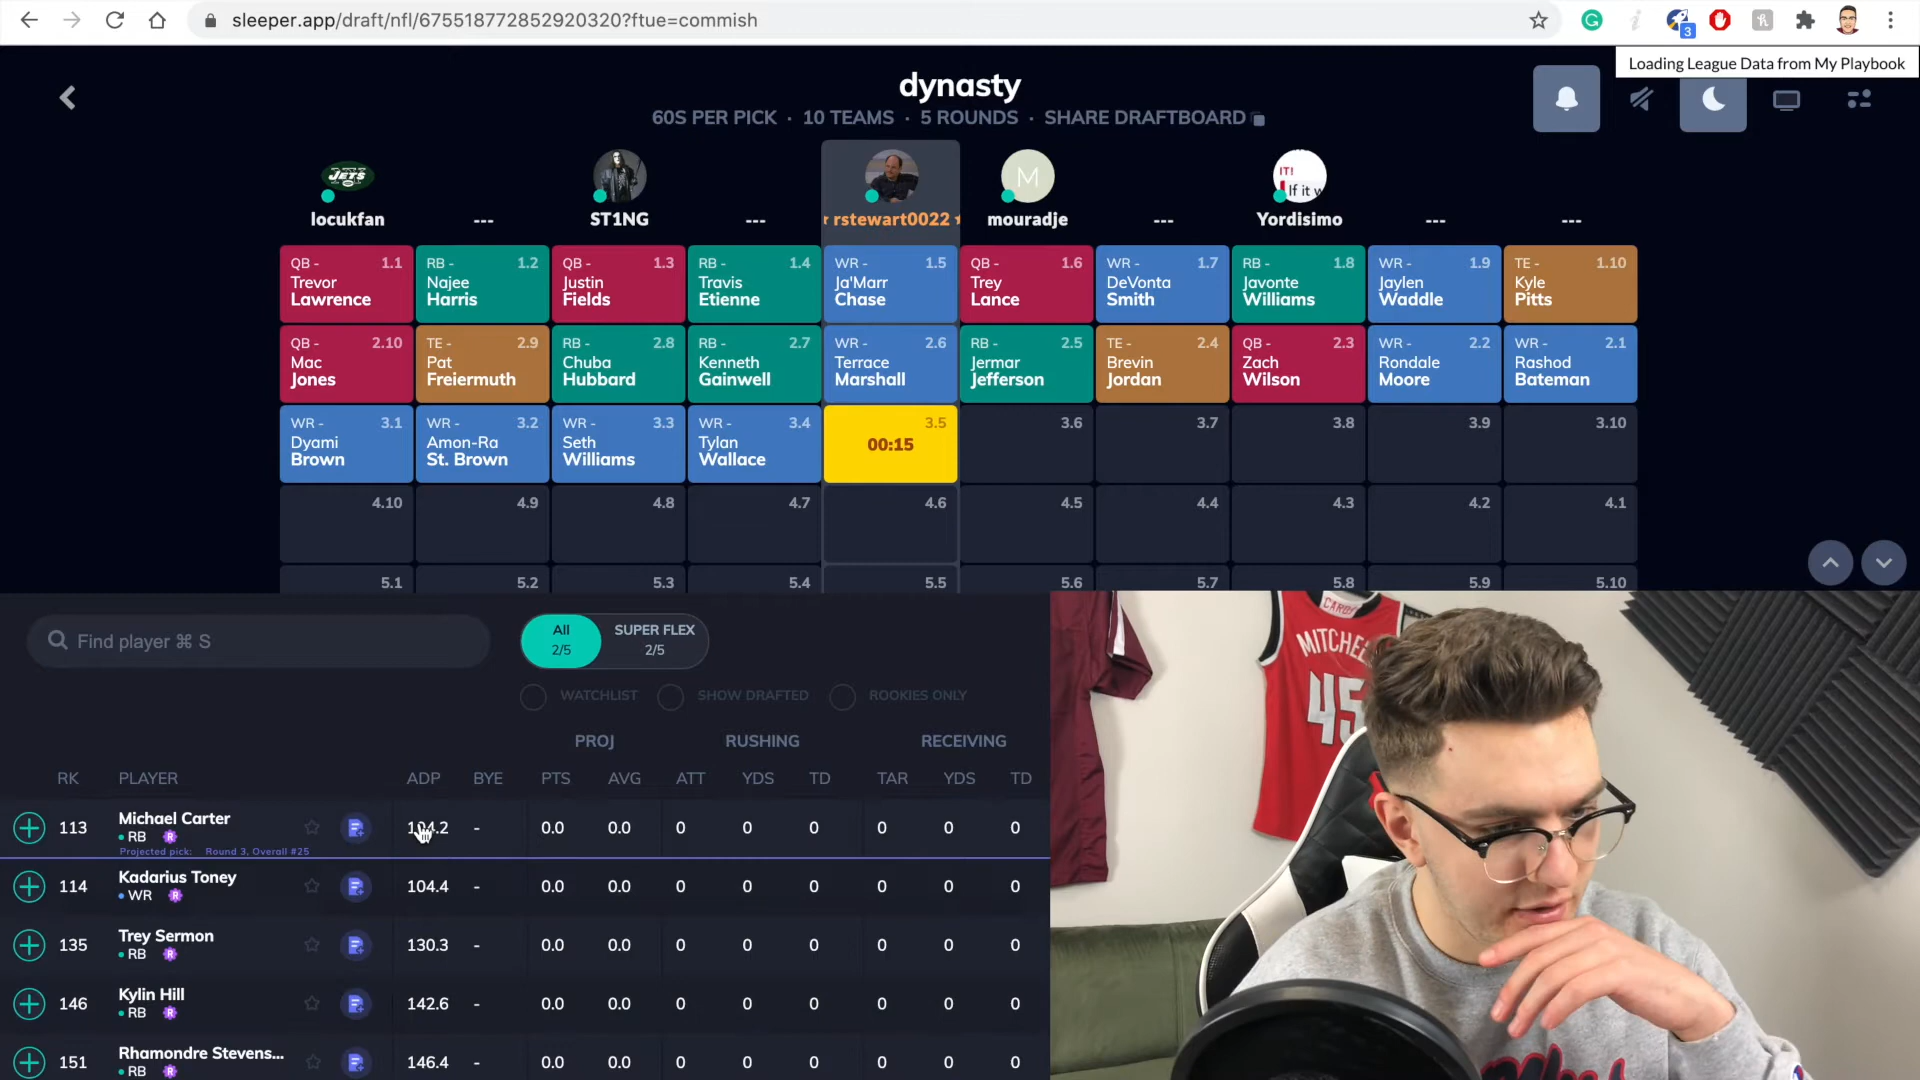 sleeper.app/draft/nfl/675518772852920320?ftue=commish
3
Loading League Data from My Playbook
dynasty
60S PER PICK · 10 TEAMS · 5 ROUNDS · SHARE DRAFTBOARD
JETS
M
IT!
If it w
locukfan --- ST1NG --- rstewart0022 mouradje --- Yordisimo --- ---
QB - 1.1 RB - 1.2 QB - 1.3 RB - 1.4 WR - 1.5 QB - 1.6 WR - 1.7 RB - 1.8 WR - 1.9 TE - 1.10
Trevor Najee Justin Travis Ja'Marr Trey DeVonta Javonte Jaylen Kyle
Lawrence Harris Fields Etienne Chase Lance Smith Williams Waddle Pitts
QB - 2.10 TE - 2.9 RB - 2.8 RB - 2.7 WR - 2.6 RB - 2.5 TE - 2.4 QB - 2.3 WR - 2.2 WR - 2.1
Mac Pat Chuba Kenneth Terrace Jermar Brevin Zach Rondale Rashod
Jones Freiermuth Hubbard Gainwell Marshall Jefferson Jordan Wilson Moore Bateman
WR - 3.1 WR - 3.2 WR - 3.3 WR - 3.4 3.5 3.6 3.7 3.8 3.9 3.10
Dyami Amon-Ra Seth Tylan 00:15
Brown St. Brown Williams Wallace
4.10 4.9 4.8 4.7 4.6 4.5 4.4 4.3 4.2 4.1
5.1 5.2 5.3 5.4 5.5 5.6 5.7 5.8 5.9 5.10
Find player ⌘ S
All SUPER FLEX
2/5 2/5
WATCHLIST SHOW DRAFTED ROOKIES ONLY
PROJ RUSHING RECEIVING
RK PLAYER ADP BYE PTS AVG ATT YDS TD TAR YDS TD
Michael Carter
113 104.2 - 0.0 0.0 0 0 0 0 0 0
RB R
Projected pick: Round 3, Overall #25
Kadarius Toney
114 104.4 - 0.0 0.0 0 0 0 0 0 0
WR R
Trey Sermon
135 130.3 - 0.0 0.0 0 0 0 0 0 0
RB R
Kylin Hill
146 142.6 - 0.0 0.0 0 0 0 0 0 0
RB R
Rhamondre Stevens...
151 146.4 - 0.0 0.0 0 0 0 0 0 0
RB R
45